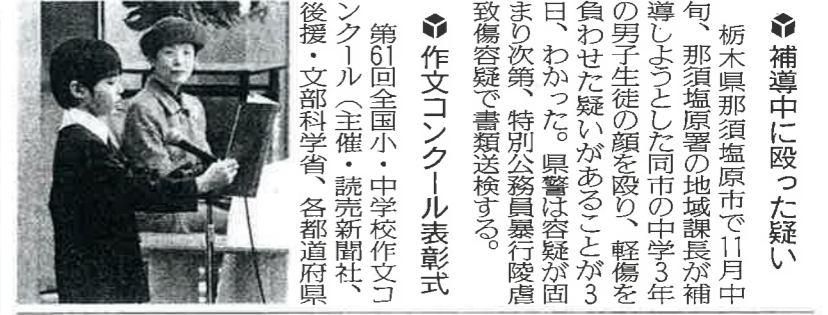 補導中に殴った疑い
栃木県那須塩原市で11月中
旬、那須塩原署の地域課長が補
導しようとした同市の中学3年
の男子生徒の顔を殴り、軽傷を
負わせた疑いがあることが3
日、わかった。県警は容疑が固
まり次第、特別公務員暴行陵虐
致傷容疑で書類送検する。
作文コンクール表彰式
第61回全国小・中学校作文コ
ンクール（主催・読売新聞社、
後援・文部科学省、各都道府県